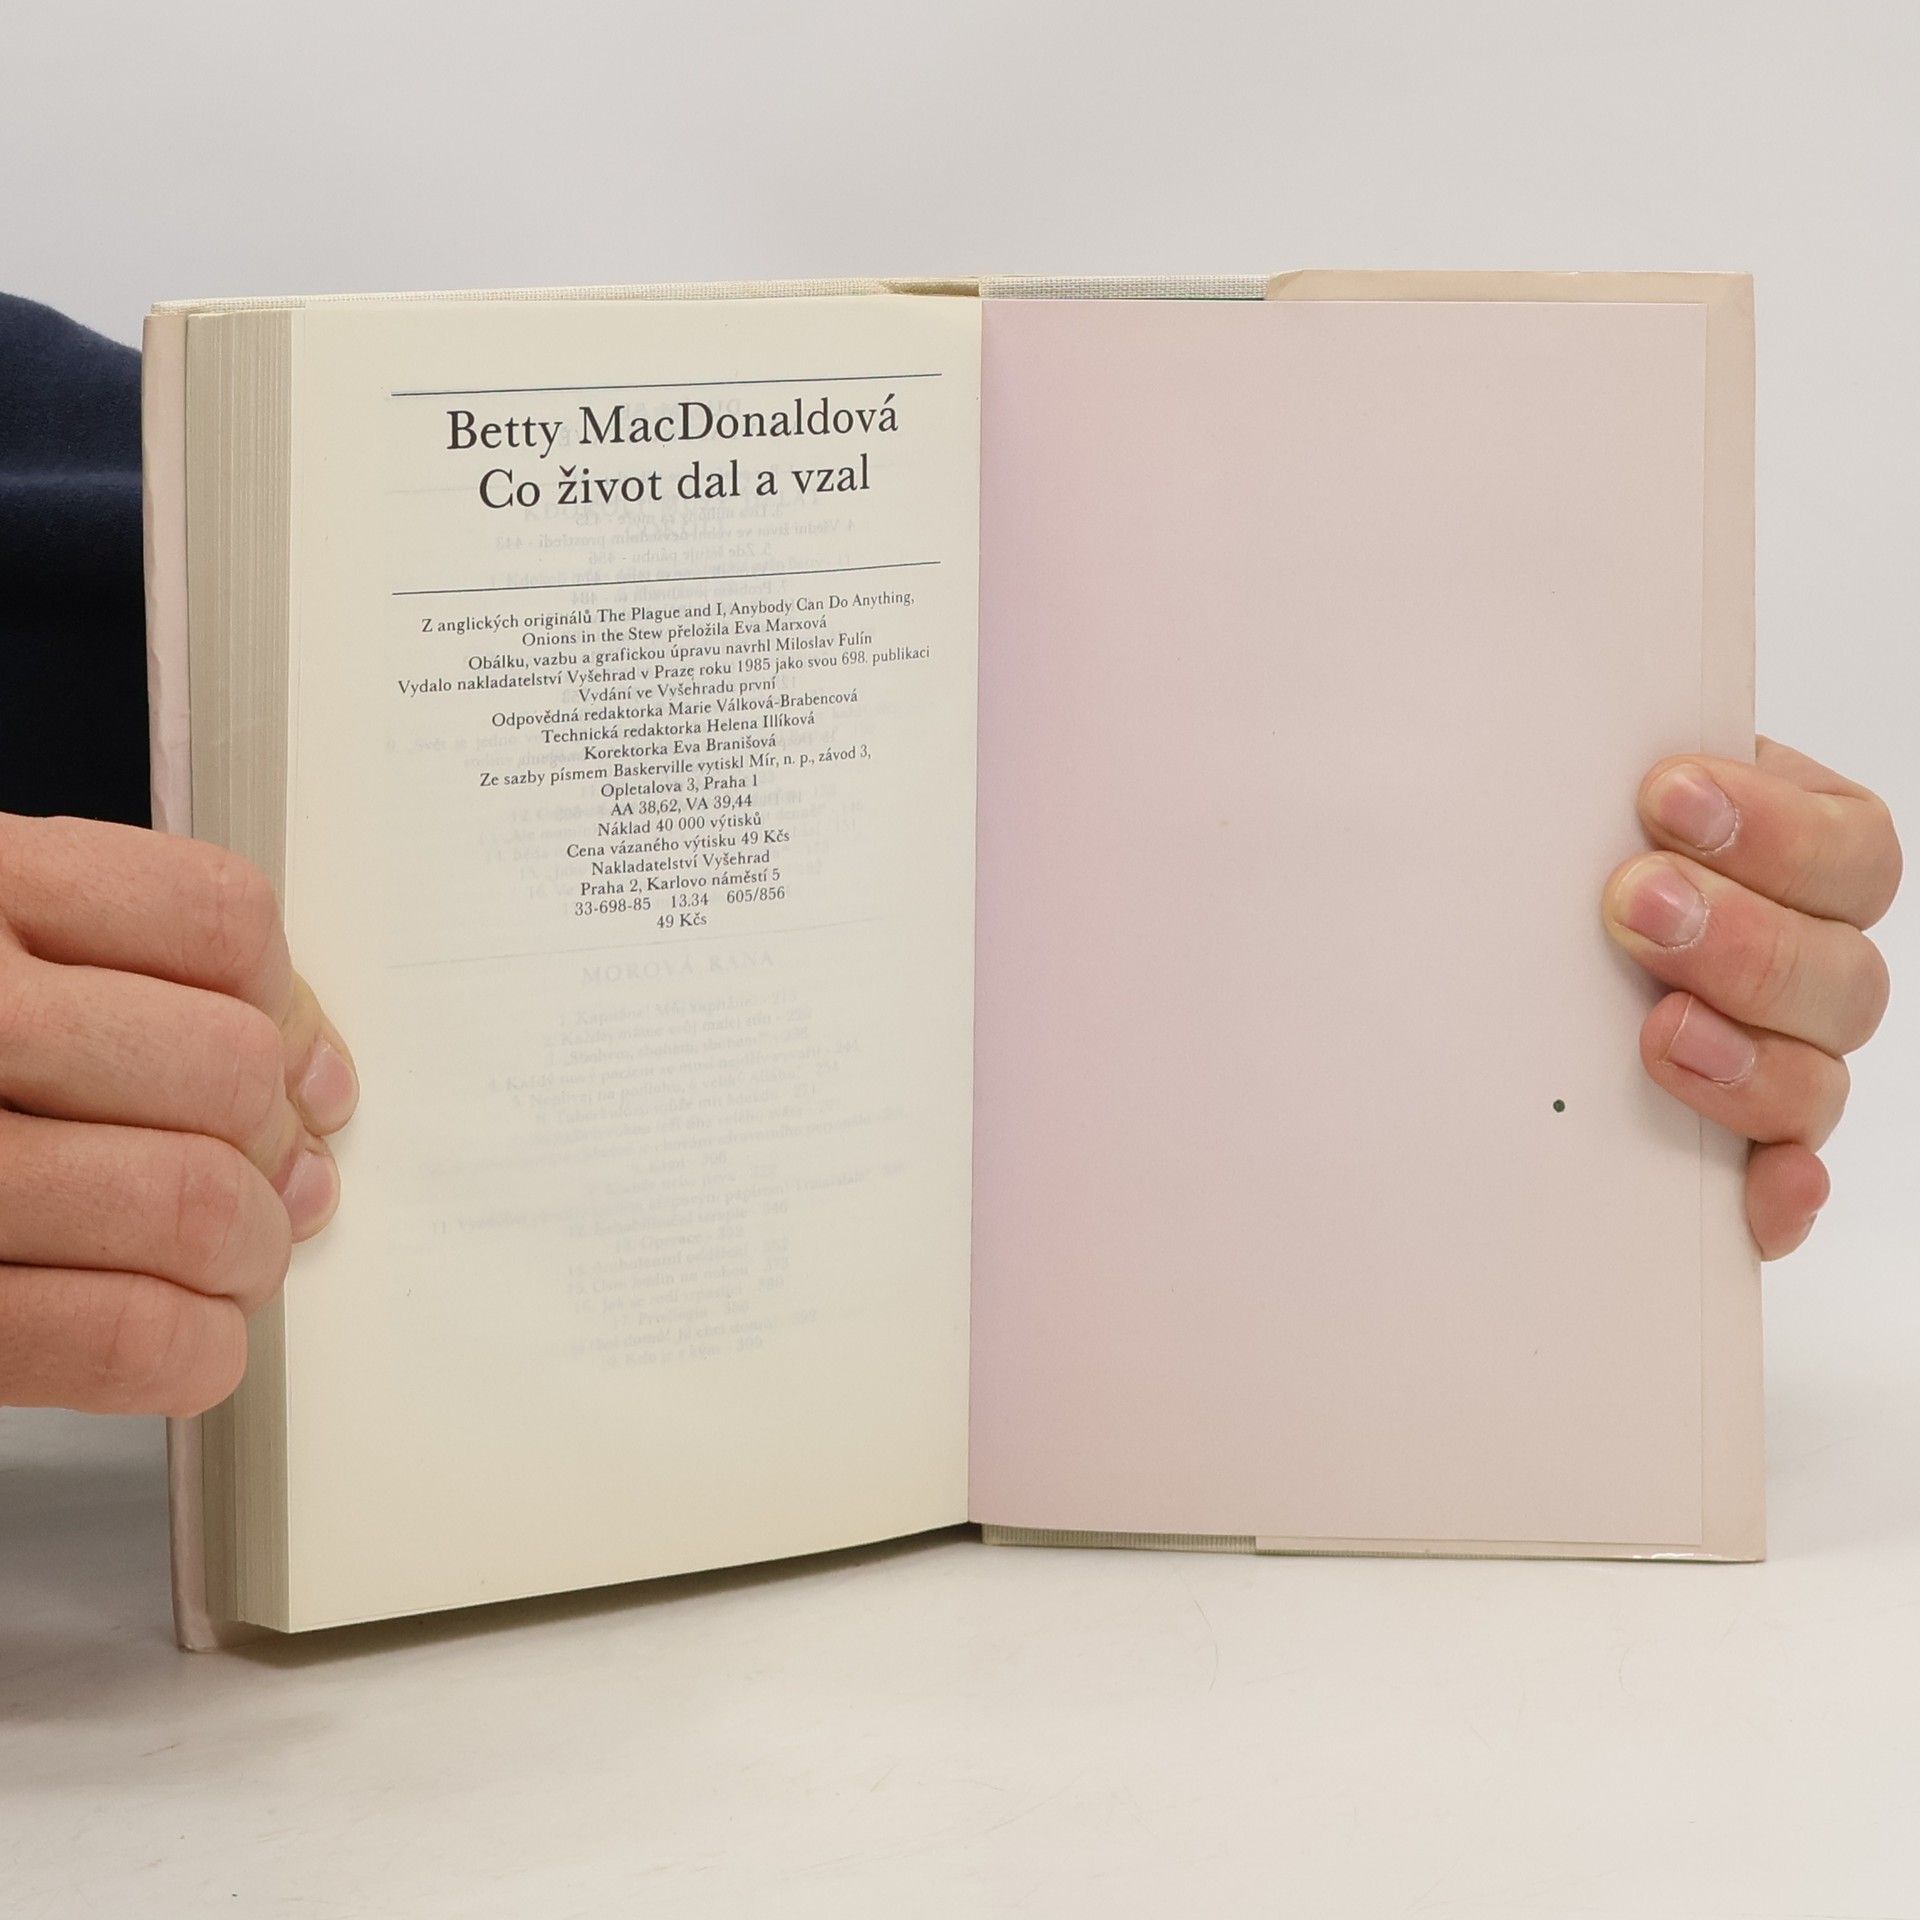 Betty MacDonaldová
Co život dal a vzal
Z anglických originálů The Plague and I, Anybody Can Do Anything,
Onions in the Stew přeložila Eva Marxová
Obálku, vazbu a grafickou úpravu navrhl Miloslav Fulín
Vydalo nakladatelství Vyšehrad v Praze roku 1985 jako svou 698. publikaci
Vydání ve Vyšehradu první
Odpovědná redaktorka Marie Válková-Brabencová
Technická redaktorka Helena Illíková
Korektorka Eva Branišová
Ze sazby písmem Baskerville vytiskl Mír, n. p., závod 3,
Opletalova 3, Praha 1
AA 38,62, VA 39,44
Náklad 40 000 výtisků
Cena vázaného výtisku 49 Kčs
Nakladatelství Vyšehrad
Praha 2, Karlovo náměstí 5
33-698-85 13.34 605/856
49 Kčs